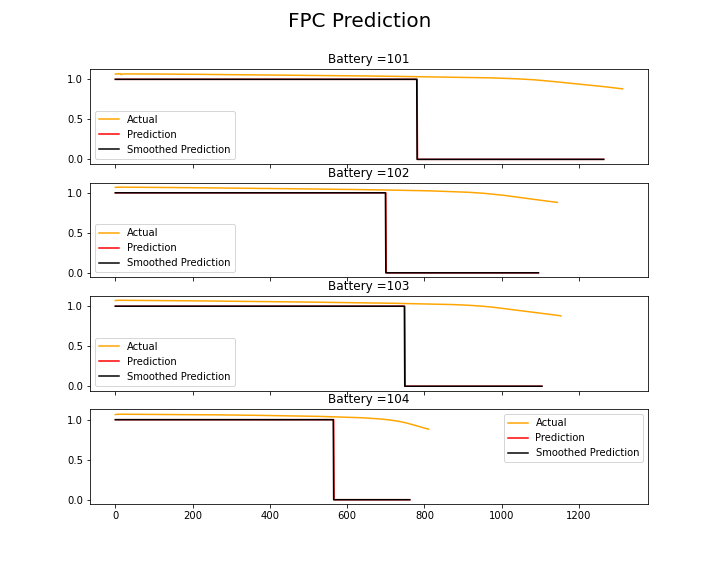 FPC Prediction
Battery =101
1.0
0.5
0.0
Actual
Prediction
Smoothed Prediction
Battery =102
1.0
0.5
0.0
Actual
Prediction
Smoothed Prediction
Battery =103
1.0
0.5
0.0
Actual
Prediction
Smoothed Prediction
Battery =104
1.0
0.5
0.0
Actual
Prediction
Smoothed Prediction
0 200 400 600 800 1000 1200